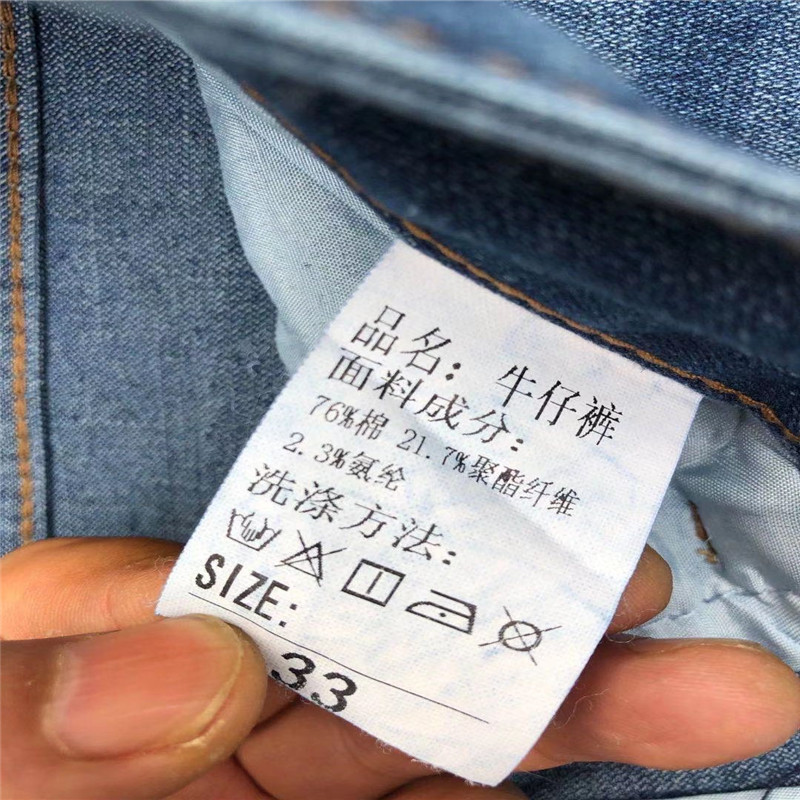 品名：牛仔裤
面料成分：
76%棉 21.7%聚酯纤维
2.3%氨纶
洗涤方法：
SIZE:
33